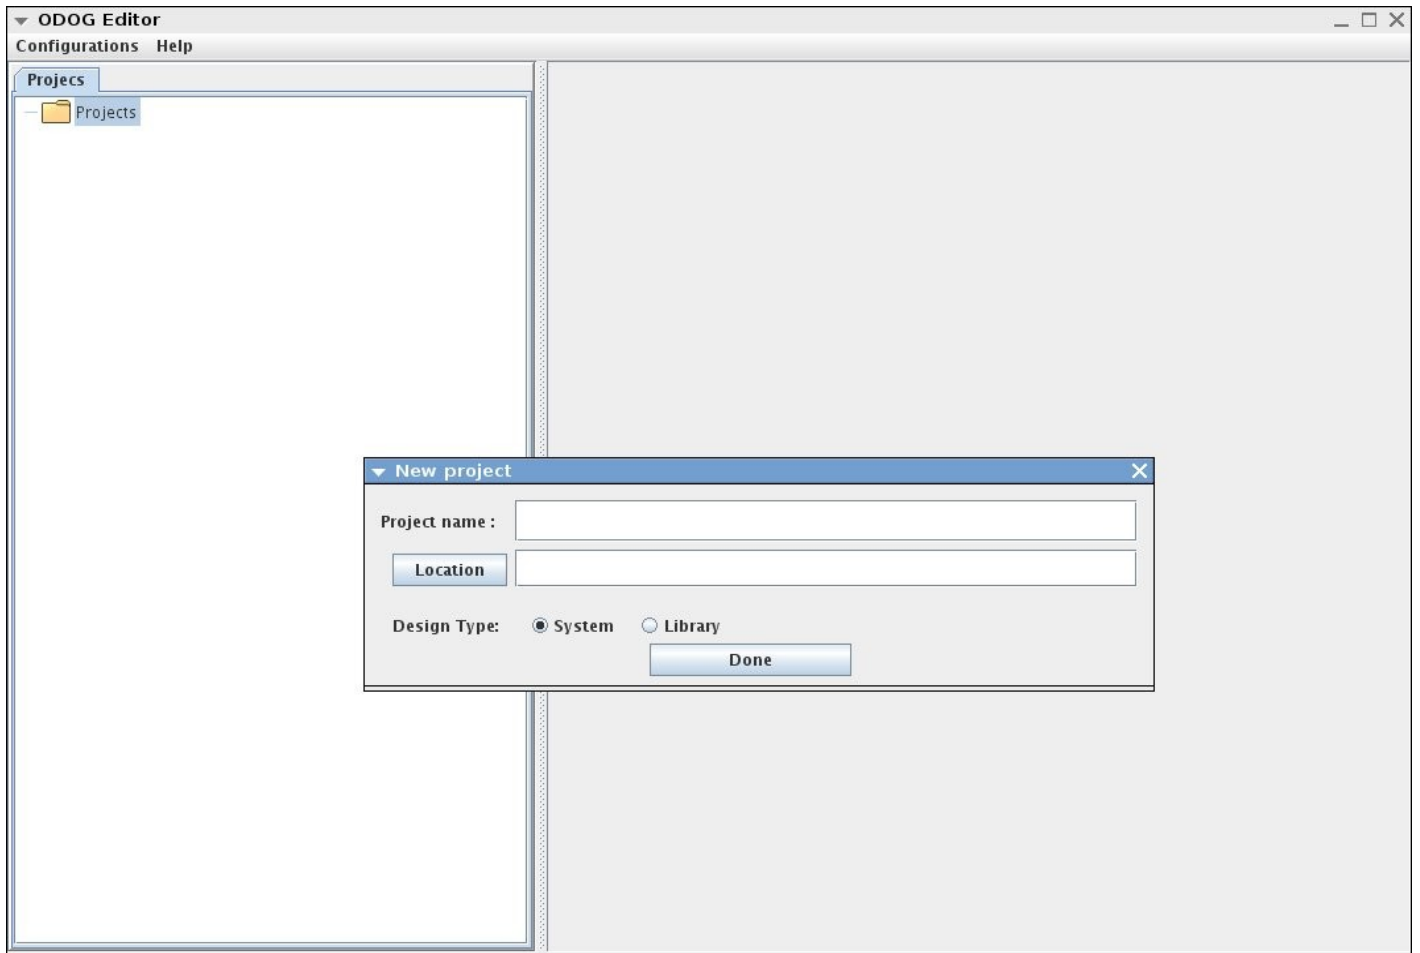 ODOG Editor
Configurations Help
Projecs
Projects
New project
Project name :
Location
Design Type: System Library
Done